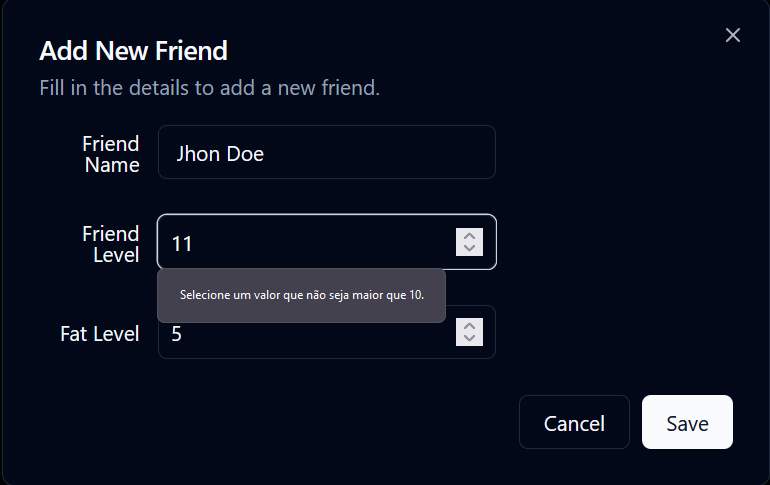 Add New Friend
Fill in the details to add a new friend.
Friend
Name
Jhon Doe
Friend
Level
11
Selecione um valor que não seja maior que 10.
Fat Level
5
Cancel
Save